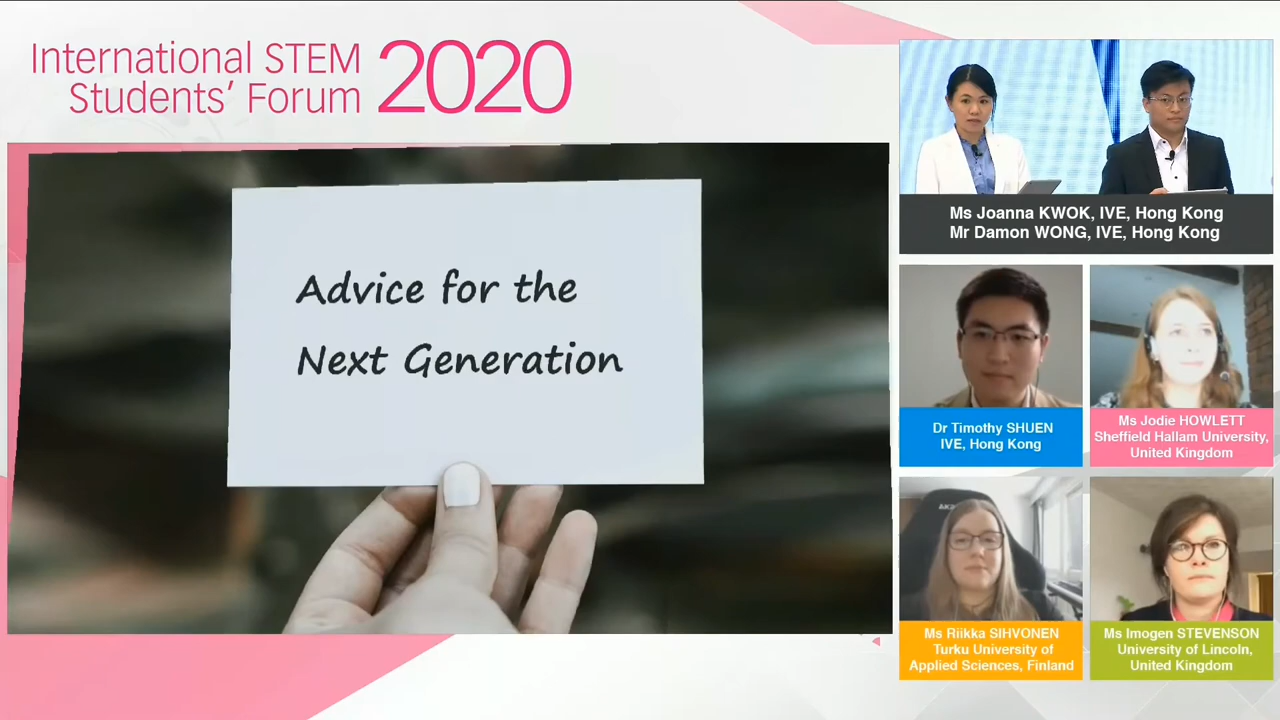 International STEM
Students' Forum
2020
Advice for the
Next Generation
Ms Joanna KWOK, IVE, Hong Kong
Mr Damon WONG, IVE, Hong Kong
Dr Timothy SHUEN
IVE, Hong Kong
Ms Jodie HOWLETT
Sheffield Hallam University,
United Kingdom
Ms Riikka SIHVONEN
Turku University of
Applied Sciences, Finland
Ms Imogen STEVENSON
University of Lincoln,
United Kingdom